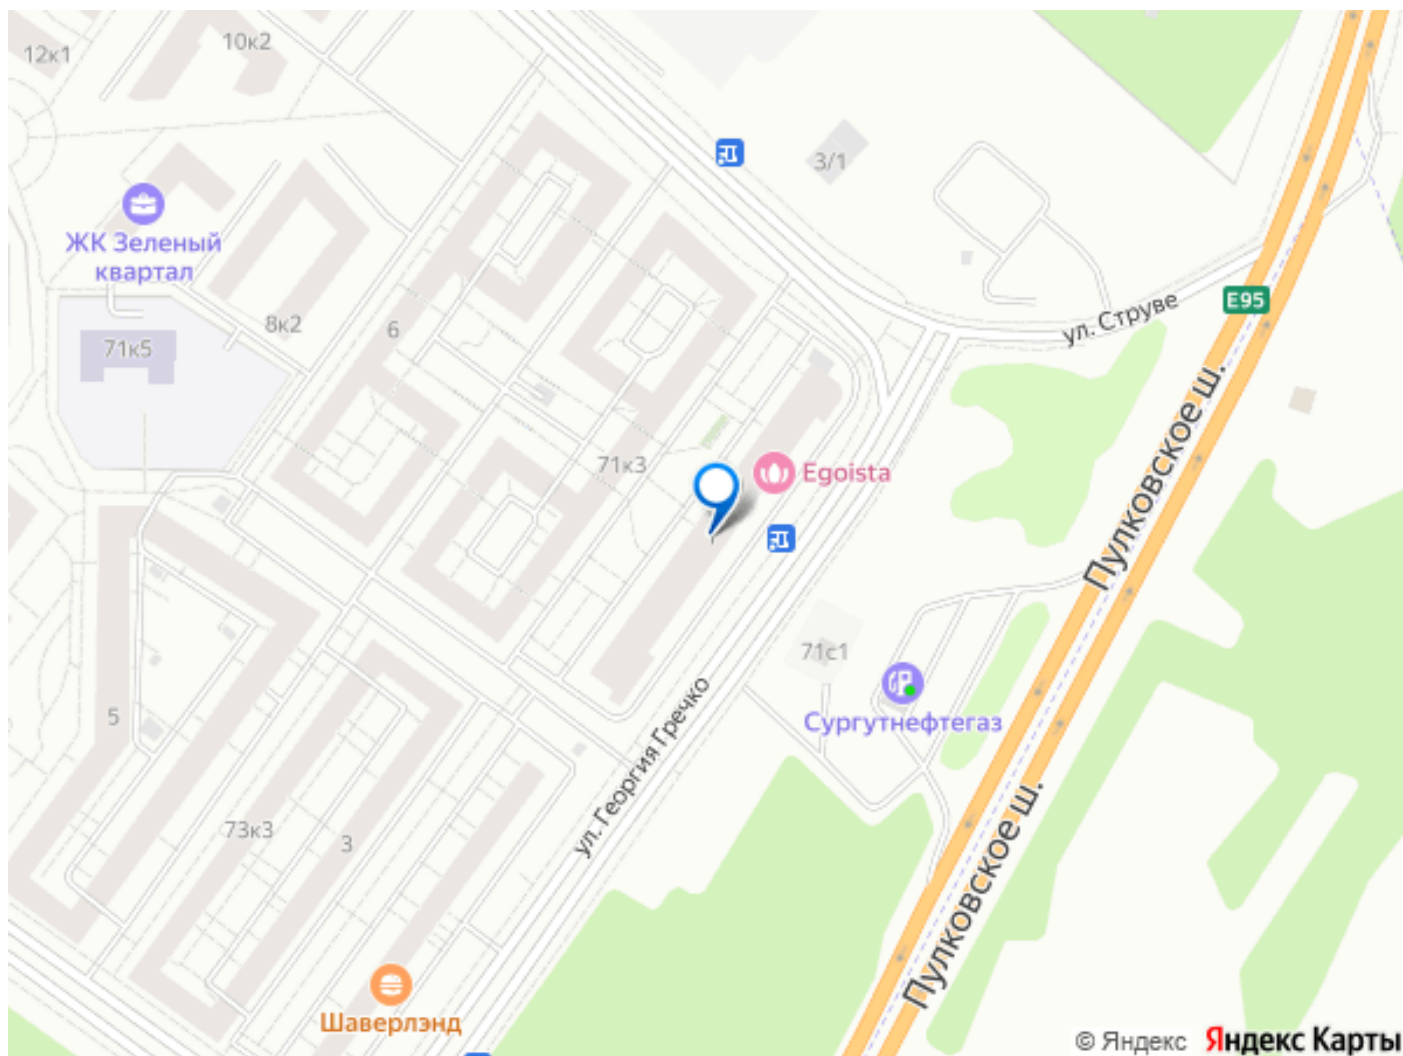 12к1
10к2
3/1
ЖК Зеленый
квартал
8к2
6
71к5
ул. Струве
E95
Пулковское ш.
71к3
Egoista
71с1
Сургутнефтегаз
ул. Георгия Гречко
5
73к3
3
Пулковское ш.
Шаверлэнд
© Яндекс Яндекс Карты